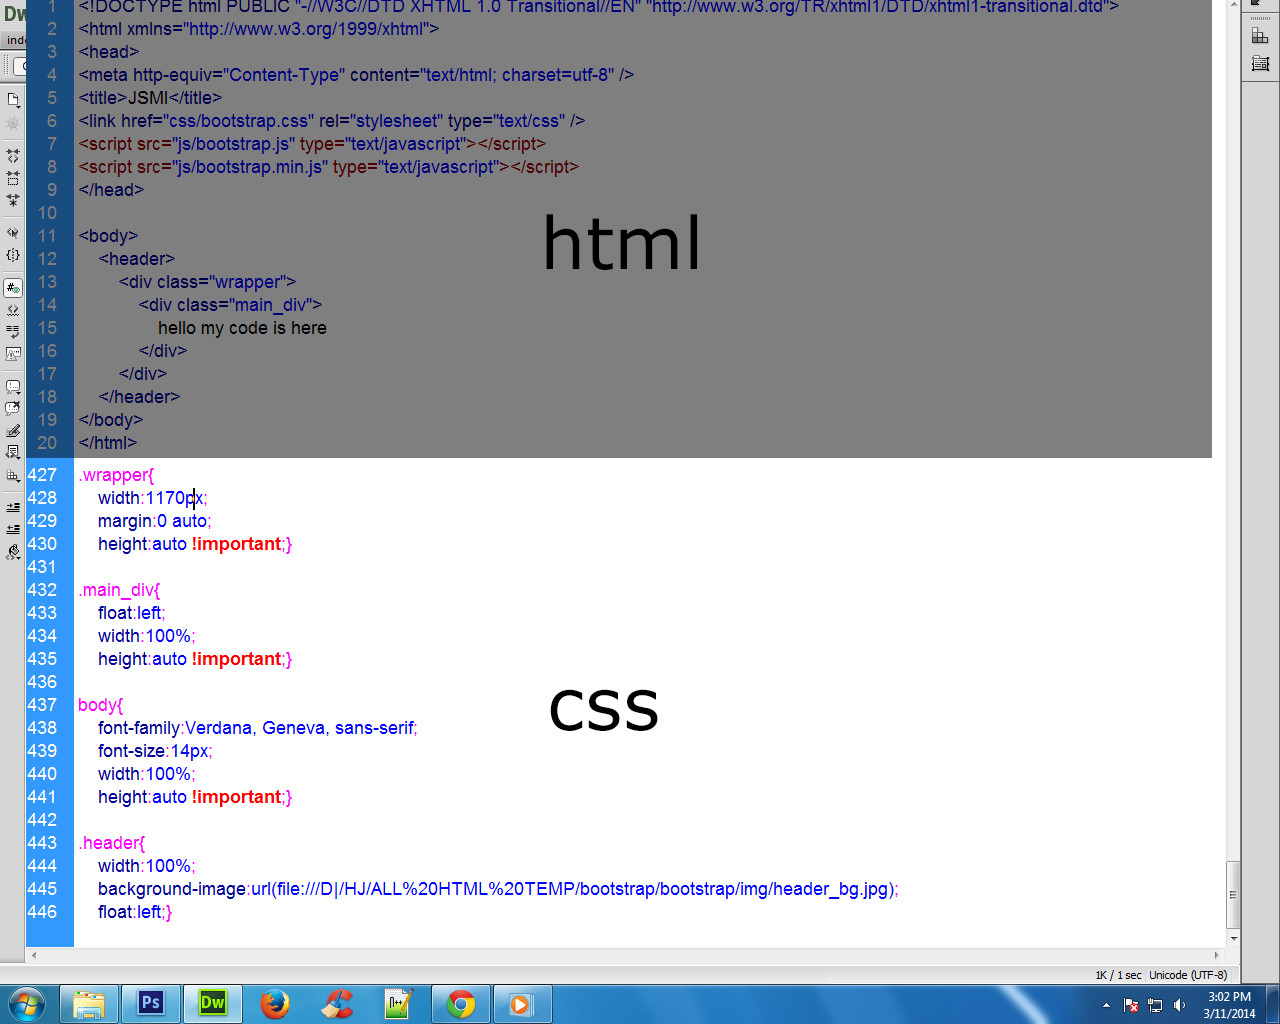 Dw
inde
1 <!DOCTYPE html PUBLIC "-//W3C//DTD XHTML 1.0 Transitional//EN" "http://www.w3.org/TR/xhtml1/DTD/xhtml1-transitional.dtd">
2 <html xmlns="http://www.w3.org/1999/xhtml">
3 <head>
4 <meta http-equiv="Content-Type" content="text/html; charset=utf-8" />
5 <title>JSMI</title>
6 <link href="css/bootstrap.css" rel="stylesheet" type="text/css" />
7 <script src="js/bootstrap.js" type="text/javascript"></script>
8 <script src="js/bootstrap.min.js" type="text/javascript"></script>
9 </head>
10
11 <body>
12 <header>
13 <div class="wrapper">
14 <div class="main_div">
15 hello my code is here
16 </div>
17 </div>
18 </header>
19 </body>
20 </html>
html
427 .wrapper{
428 width:1170px;
429 margin:0 auto;
430 height:auto !important;}
431
432 .main_div{
433 float:left;
434 width:100%;
435 height:auto !important;}
436
437 body{
438 font-family:Verdana, Geneva, sans-serif;
439 font-size:14px;
440 width:100%;
441 height:auto !important;}
442
443 .header{
444 width:100%;
445 background-image:url(file:///D|/HJ/ALL%20HTML%20TEMP/bootstrap/bootstrap/img/header_bg.jpg);
446 float:left;}
css
1K / 1 sec Unicode (UTF-8)
Ps
Dw
3:02 PM
3/11/2014